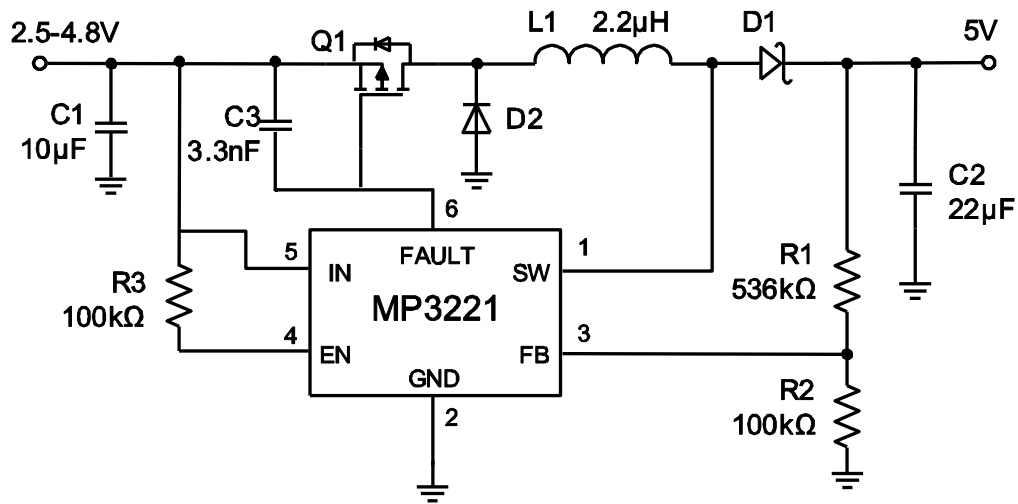 2.5-4.8V
Q1
L1
2.2µH
D1
5V
C1
10µF
C3
3.3nF
D2
C2
22µF
6
5
1
FAULT
IN
SW
MP3221
R3
100kΩ
R1
536kΩ
4
3
EN
FB
GND
2
R2
100kΩ